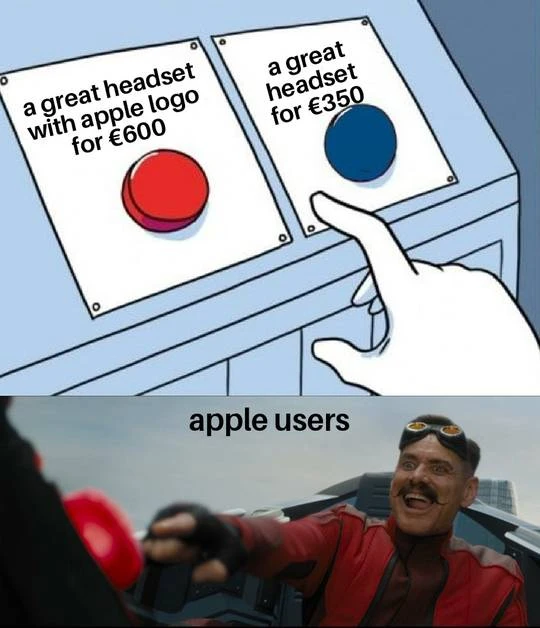 a great headset
with apple logo
for €600
a great
headset
for €350
apple users